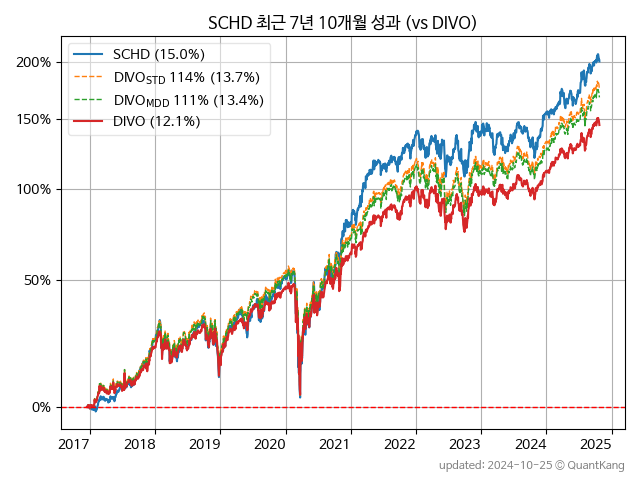 SCHD 최근 7년 10개월 성과 (vs DIVO)
SCHD (15.0%)
DIVO_STD 114% (13.7%)
DIVO_MDD 111% (13.4%)
DIVO (12.1%)
200%
150%
100%
50%
0%
2017 2018 2019 2020 2021 2022 2023 2024 2025
updated: 2024-10-25 © QuantKang